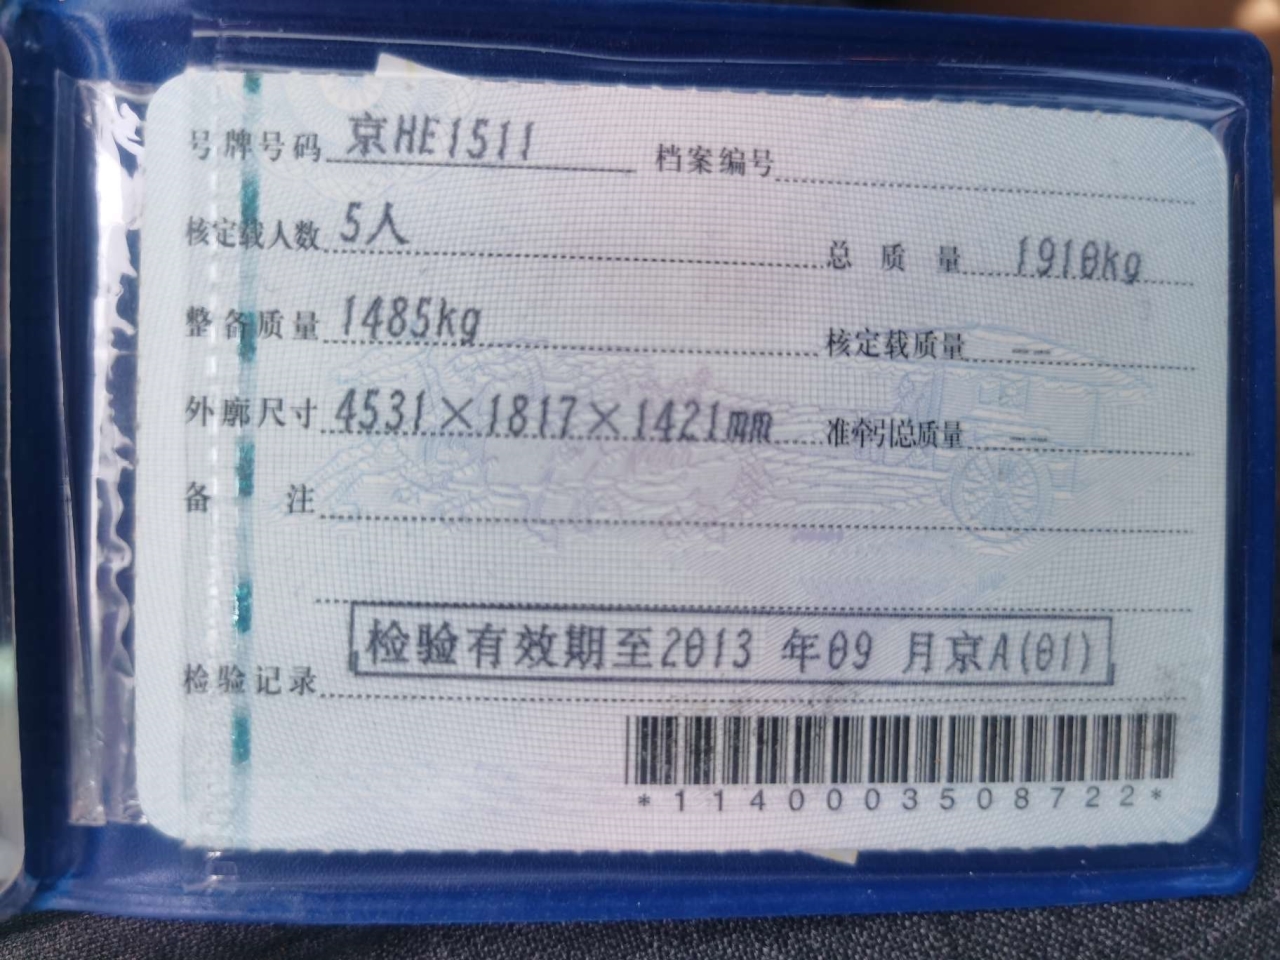 号牌号码 京HE1511 档案编号
核定载人数 5人 总质量 1910kg
整备质量 1485kg 核定载质量 -- --
外廓尺寸 4531×1817×1421mm 准牵引总质量 -- --
备注
检验记录 检验有效期至2013 年09 月京A(01)
*1140003508722*